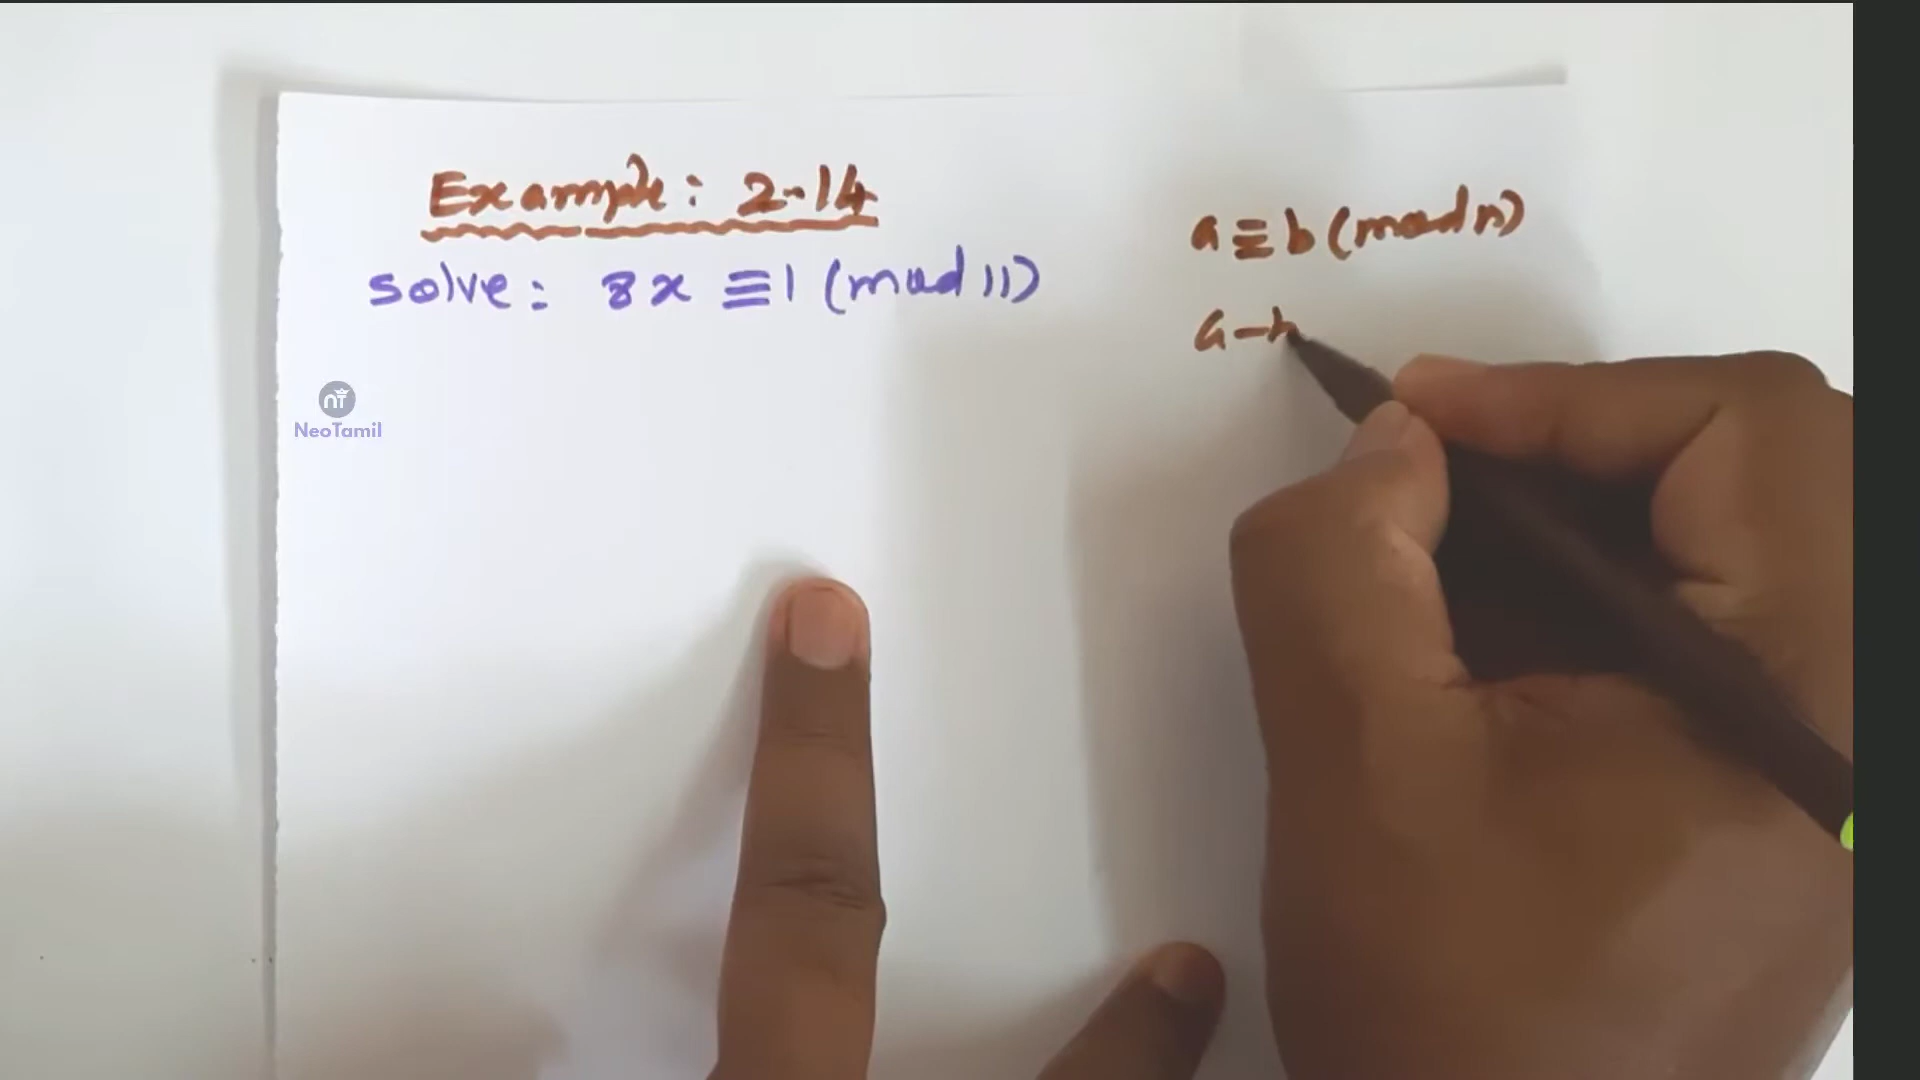 Example: 2.14
solve: 8x ≡ 1 (mod 11)
a ≡ b (mod n)
a - b
NeoTamil